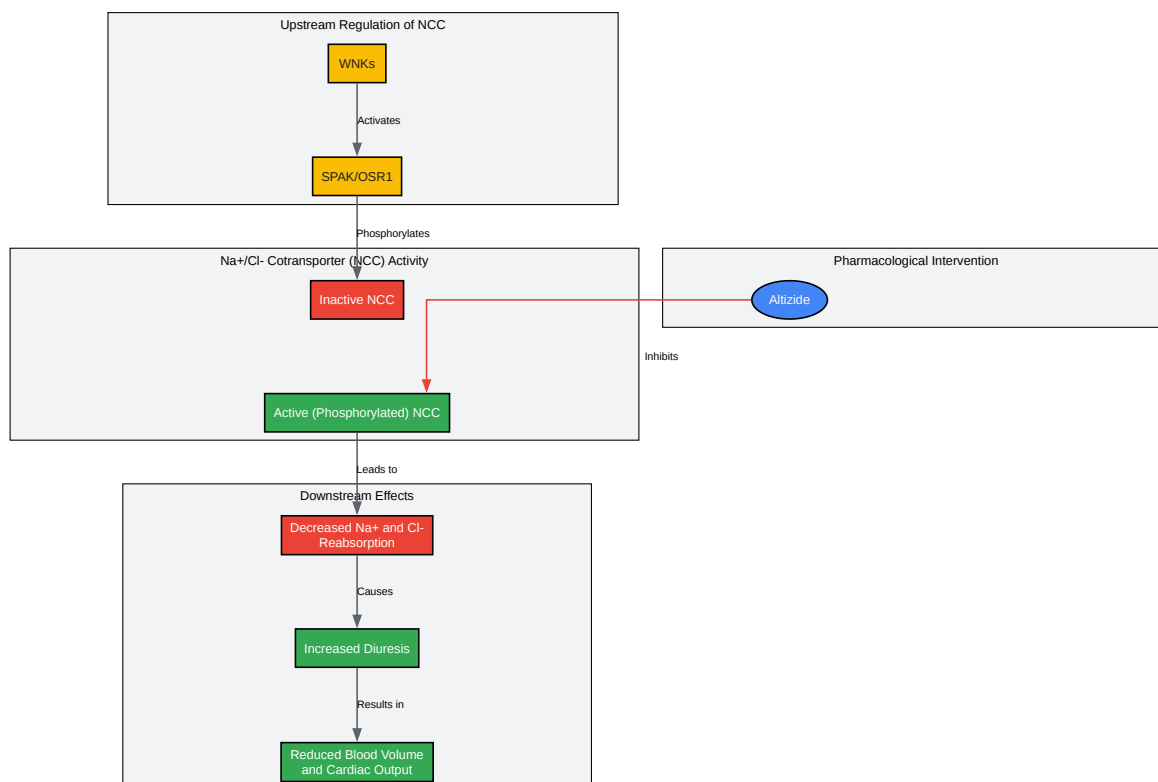 Upstream Regulation of NCC
WNKs
Activates
SPAK/OSR1
Phosphorylates
Na+/Cl- Cotransporter (NCC) Activity
Pharmacological Intervention
Inactive NCC
Altizide
Inhibits
Active (Phosphorylated) NCC
Leads to
Downstream Effects
Decreased Na+ and Cl-
Reabsorption
Causes
Increased Diuresis
Results in
Reduced Blood Volume
and Cardiac Output